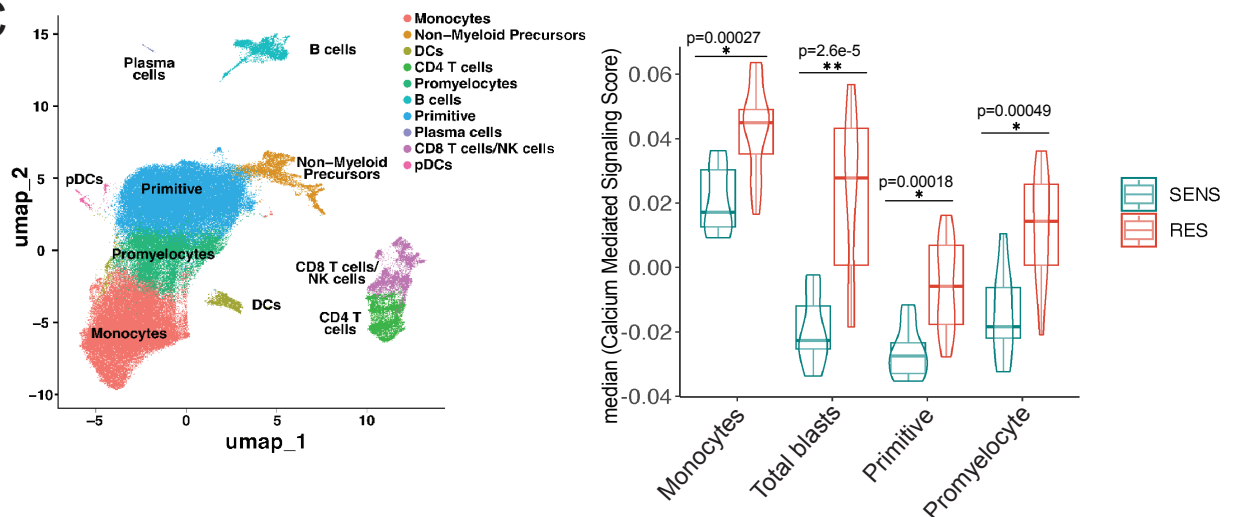 C
15
10
5
0
−5
−10
umap_2
−5
0
5
10
umap_1
Plasma
cells
B cells
pDCs
Primitive
Non−Myeloid
Precursors
Promyelocytes
CD8 T cells/
NK cells
DCs
CD4 T
cells
Monocytes
Monocytes
Non−Myeloid Precursors
DCs
CD4 T cells
Promyelocytes
B cells
Primitive
Plasma cells
CD8 T cells/NK cells
pDCs
median (Calcium Mediated Signaling Score)
0.06
0.04
0.02
0.00
-0.02
-0.04
p=0.00027
*
p=2.6e-5
**
p=0.00018
*
p=0.00049
*
Monocytes
Total blasts
Primitive
Promyelocyte
SENS
RES